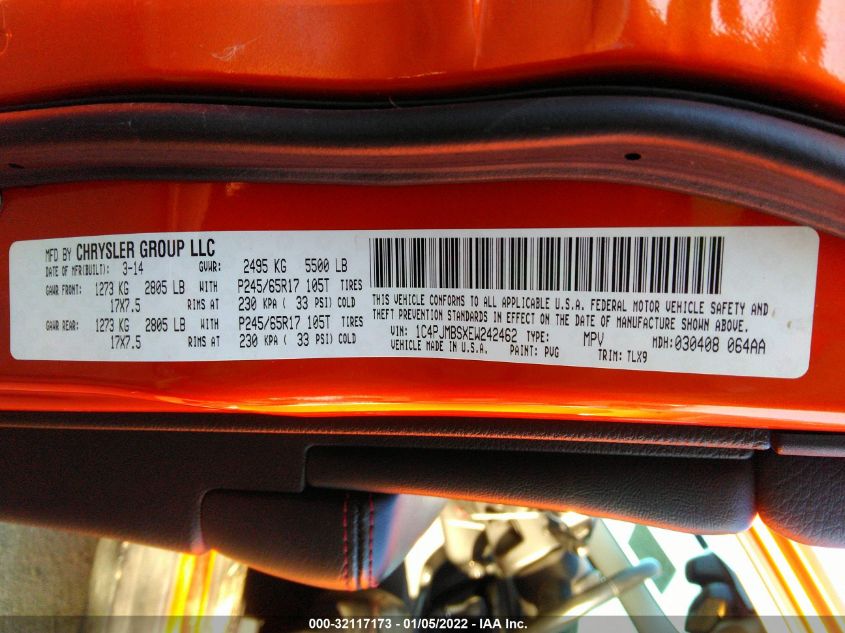 MFD BY CHRYSLER GROUP LLC
DATE OF MFR(BUILT): 3-14 GVWR: 2495 KG 5500 LB
GAWR FRONT: 1273 KG 2805 LB P245/65R17 105T TIRES
17X7.5 RIMS AT 230 KPA ( 33 PSI) COLD
GAWR REAR: 1273 KG 2805 LB P245/65R17 105T TIRES
17X7.5 RIMS AT 230 KPA ( 33 PSI) COLD
THIS VEHICLE CONFORMS TO ALL APPLICABLE U.S.A. FEDERAL MOTOR VEHICLE SAFETY AND
THEFT PREVENTION STANDARDS IN EFFECT ON THE DATE OF MANUFACTURE SHOWN ABOVE.
VIN: 1C4PJMBSXEW242462 TYPE: MPV MDH:030408 064AA
VEHICLE MADE IN U.S.A. PAINT: PVG TRIM: TLX9
000-32117173 - 01/05/2022 - IAA Inc.